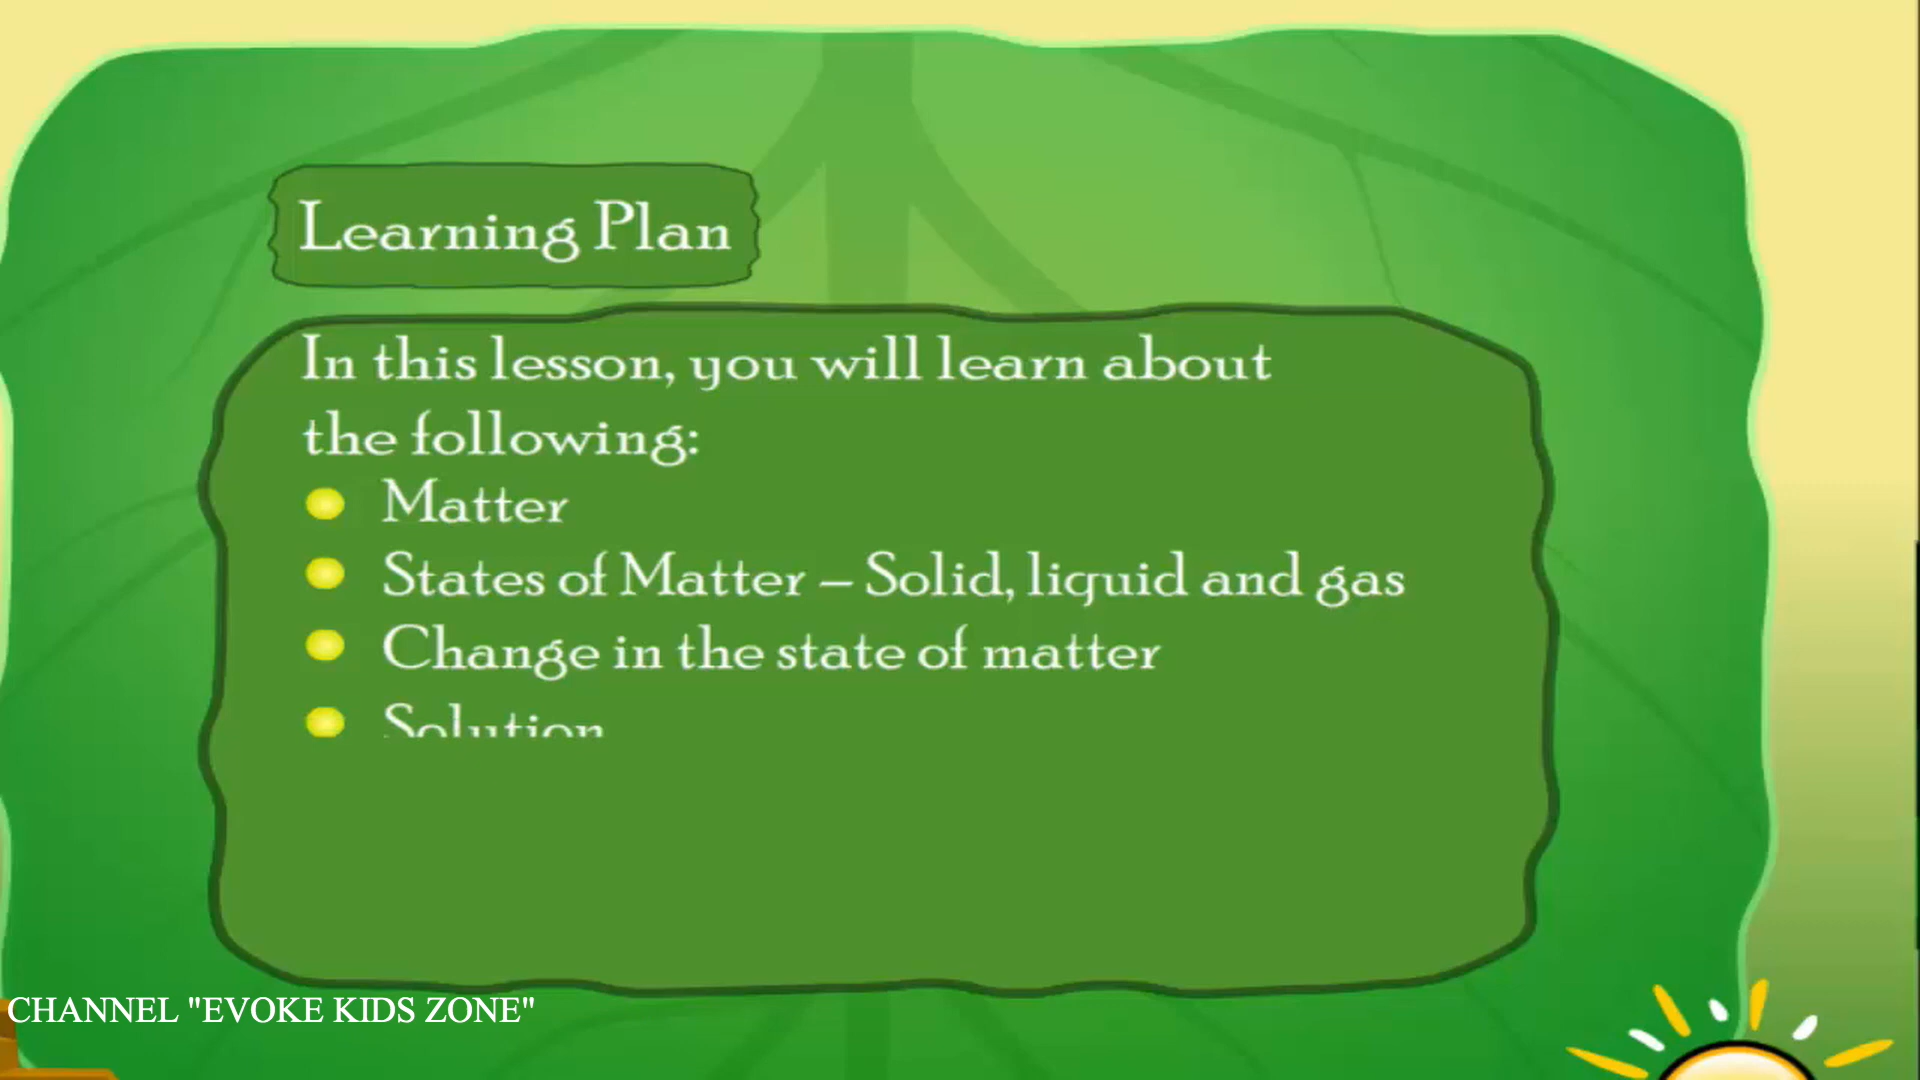 Learning Plan
In this lesson, you will learn about
the following:
Matter
States of Matter – Solid, liquid and gas
Change in the state of matter
Solution
CHANNEL "EVOKE KIDS ZONE"